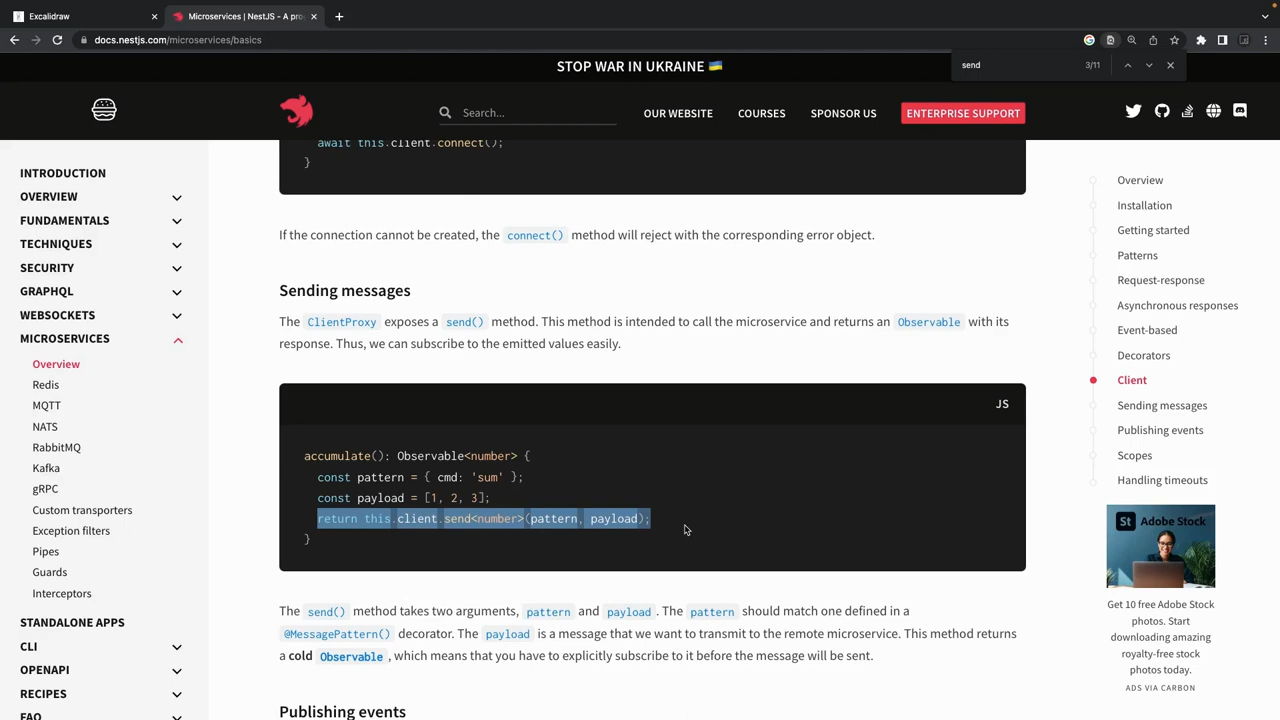 Excalidraw
Microservices | NestJS - A pro
docs.nestjs.com/microservices/basics
send
3/11
STOP WAR IN UKRAINE 🇺🇦
Search...
OUR WEBSITE
COURSES
SPONSOR US
ENTERPRISE SUPPORT
INTRODUCTION
OVERVIEW
FUNDAMENTALS
TECHNIQUES
SECURITY
GRAPHQL
WEBSOCKETS
MICROSERVICES
Overview
Redis
MQTT
NATS
RabbitMQ
Kafka
gRPC
Custom transporters
Exception filters
Pipes
Guards
Interceptors
STANDALONE APPS
CLI
OPENAPI
RECIPES
FAQ
await this.client.connect();
}
If the connection cannot be created, the connect() method will reject with the corresponding error object.
Sending messages
The ClientProxy exposes a send() method. This method is intended to call the microservice and returns an Observable with its
response. Thus, we can subscribe to the emitted values easily.
JS
accumulate(): Observable<number> {
const pattern = { cmd: 'sum' };
const payload = [1, 2, 3];
return this.client.send<number>(pattern, payload);
}
The send() method takes two arguments, pattern and payload. The pattern should match one defined in a
@MessagePattern() decorator. The payload is a message that we want to transmit to the remote microservice. This method returns
a cold Observable, which means that you have to explicitly subscribe to it before the message will be sent.
Publishing events
Overview
Installation
Getting started
Patterns
Request-response
Asynchronous responses
Event-based
Decorators
Client
Sending messages
Publishing events
Scopes
Handling timeouts
St Adobe Stock
Get 10 free Adobe Stock
photos. Start
downloading amazing
royalty-free stock
photos today.
ADS VIA CARBON